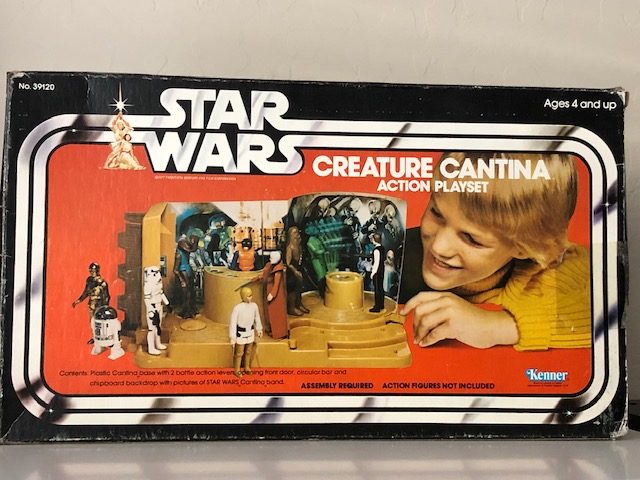 No. 39120
Ages 4 and up
STAR
WARS
CREATURE CANTINA
ACTION PLAYSET
Contents: Plastic Cantina base with 2 battle action levers, opening front door, circular bar and
chipboard backdrop with pictures of STAR WARS Cantina band.
ASSEMBLY REQUIRED ACTION FIGURES NOT INCLUDED
Kenner